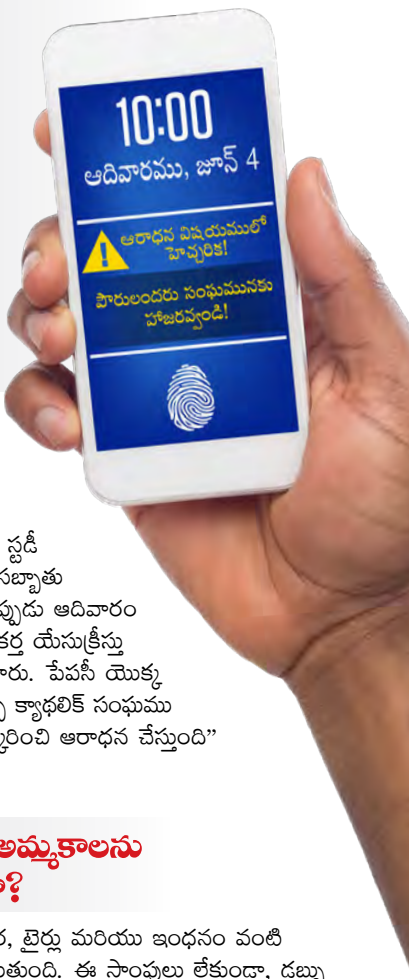 10:00
ఆదివారము, జూన్ 4
ఆరాధన విషయములో
హెచ్చరిక!
పౌరులందరు సంఘమునకు
హాజరవ్వండి!
స్టడీ
సబ్బాతు
ప్పుడు ఆదివారం
కర్త యేసుక్రీస్తు
రు. పేపసీ యొక్క
క్యాథలిక్ సంఘము
రించి ఆరాధన చేస్తుంది”
అమ్మకాలను
?
ర, టైర్లు మరియు ఇంధనం వంటి
తుంది. ఈ సాంపులు లేకుండా, డబ్బు